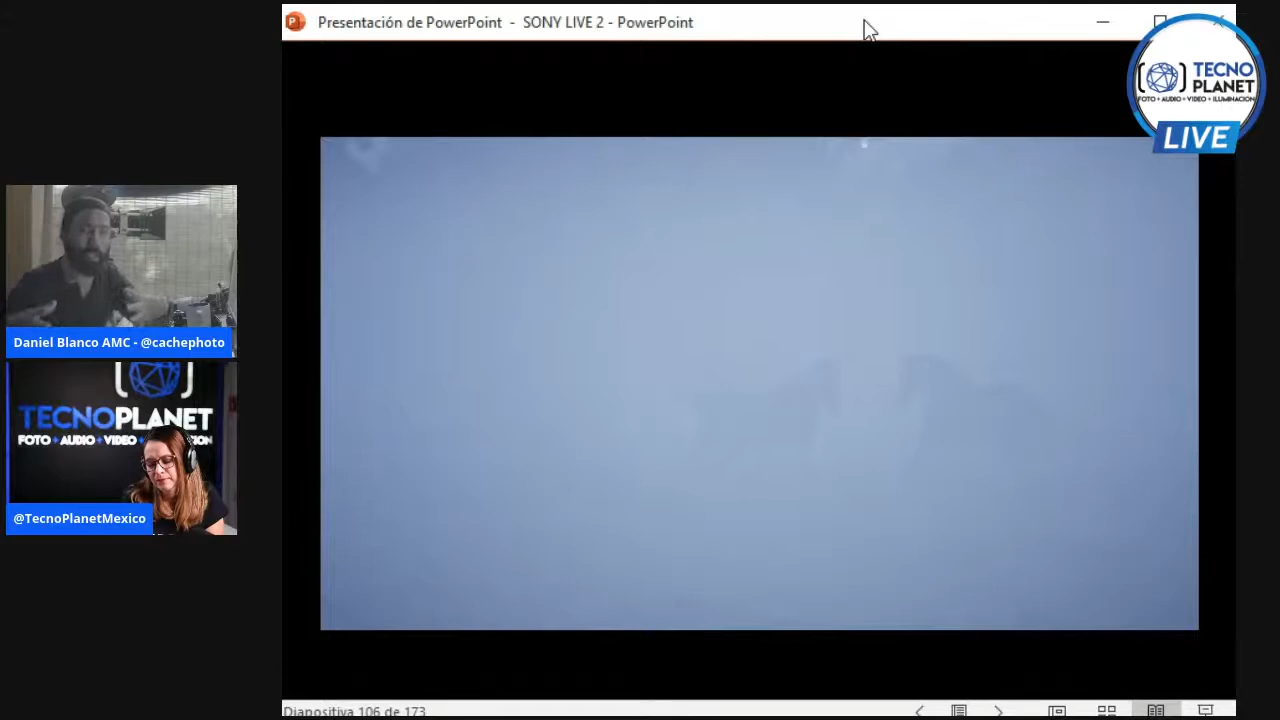 Presentación de PowerPoint - SONY LIVE 2 - PowerPoint
TECNO
PLANET
FOTO + AUDIO + VIDEO + ILUMINACION
LIVE
Daniel Blanco AMC - @cachephoto
TECNOPLANET
FOTO + AUDIO + VIDEO
@TecnoPlanetMexico
Diapositiva 106 de 173